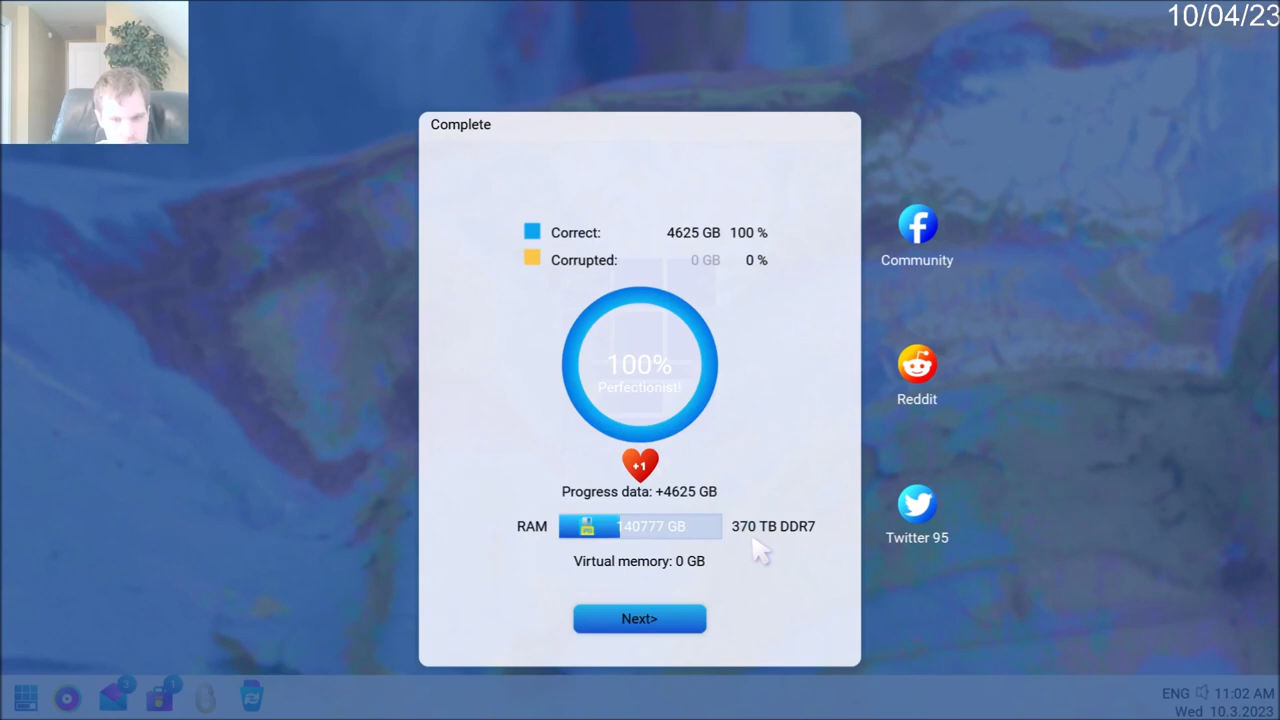 10/04/23
Complete
Correct: 4625 GB 100 %
Corrupted: 0 GB 0 %
100%
Perfectionist!
+1
Progress data: +4625 GB
RAM 140777 GB 370 TB DDR7
Virtual memory: 0 GB
Next>
Community
Reddit
Twitter 95
3
1
ENG 11:02 AM
Wed 10.3.2023